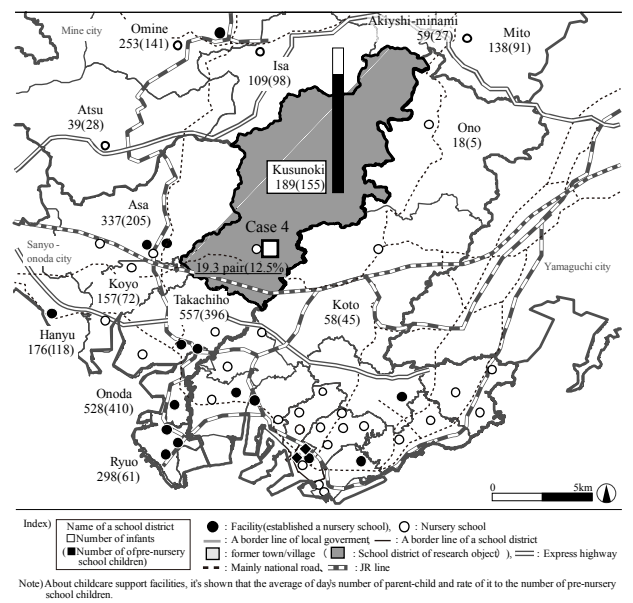 Mine city
Omine
253(141)
Akiyshi-minami
59(27)
Mito
138(91)
Isa
109(98)
Atsu
39(28)
Ono
18(5)
Kusunoki
189(155)
Asa
337(205)
Case 4
Sanyo-
onoda city
19.3 pair(12.5%)
Yamaguchi city
Koyo
157(72)
Takachiho
557(396)
Koto
58(45)
Hanyu
176(118)
Onoda
528(410)
Ryuo
298(61)
0 5km
Index)
Name of a school district
□Number of infants
(■Number of pre-nursery
school children)
● : Facility(established a nursery school), ○ : Nursery school
: A border line of local goverment, : A border line of a school district
: former town/village ( : School district of research object), : Express highway
: Mainly national road, : JR line
Note) About childcare support facilities, it's shown that the average of day's number of parent-child and rate of it to the number of pre-nursery
school children.